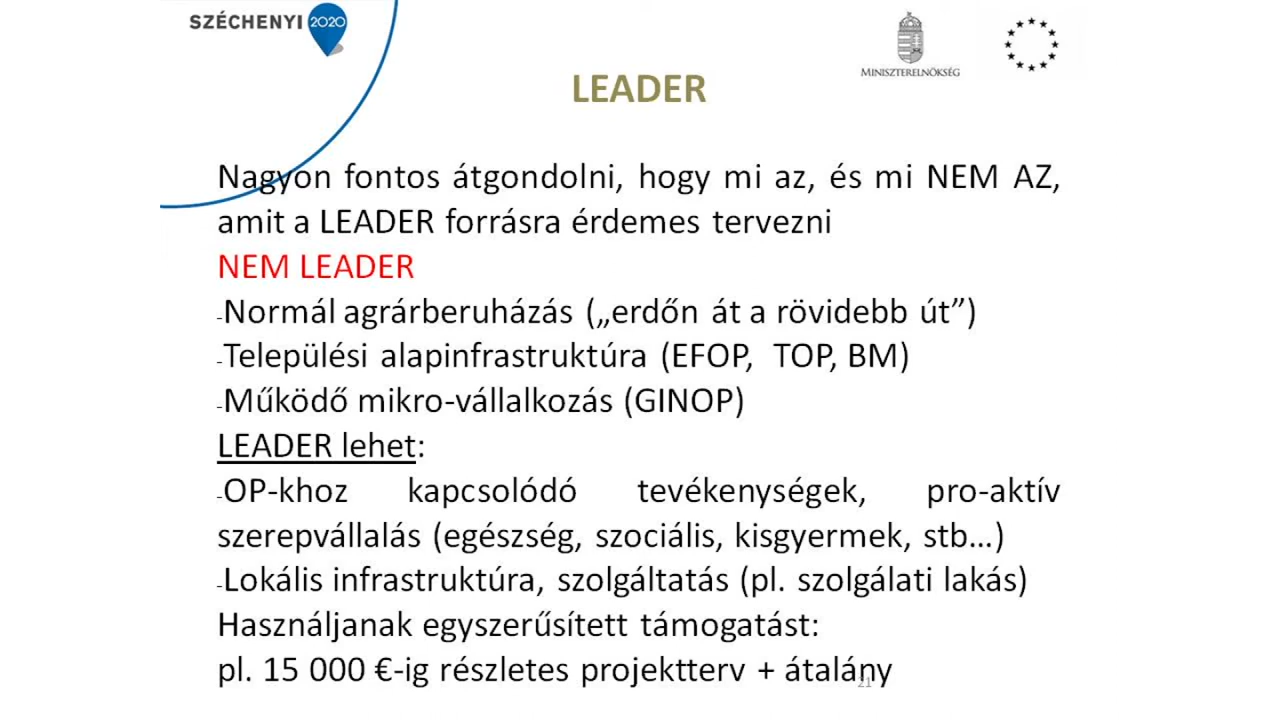 SZÉCHENYI 2020
MINISZTERELNÖKSÉG
LEADER
Nagyon fontos átgondolni, hogy mi az, és mi NEM AZ,
amit a LEADER forrásra érdemes tervezni
NEM LEADER
-Normál agrárberuházás („erdőn át a rövidebb út”)
-Települési alapinfrastruktúra (EFOP, TOP, BM)
-Működő mikro-vállalkozás (GINOP)
LEADER lehet:
-OP-khoz kapcsolódó tevékenységek, pro-aktív
szerepvállalás (egészség, szociális, kisgyermek, stb…)
-Lokális infrastruktúra, szolgáltatás (pl. szolgálati lakás)
Használjanak egyszerűsített támogatást:
pl. 15 000 €-ig részletes projektterv + átalány
21